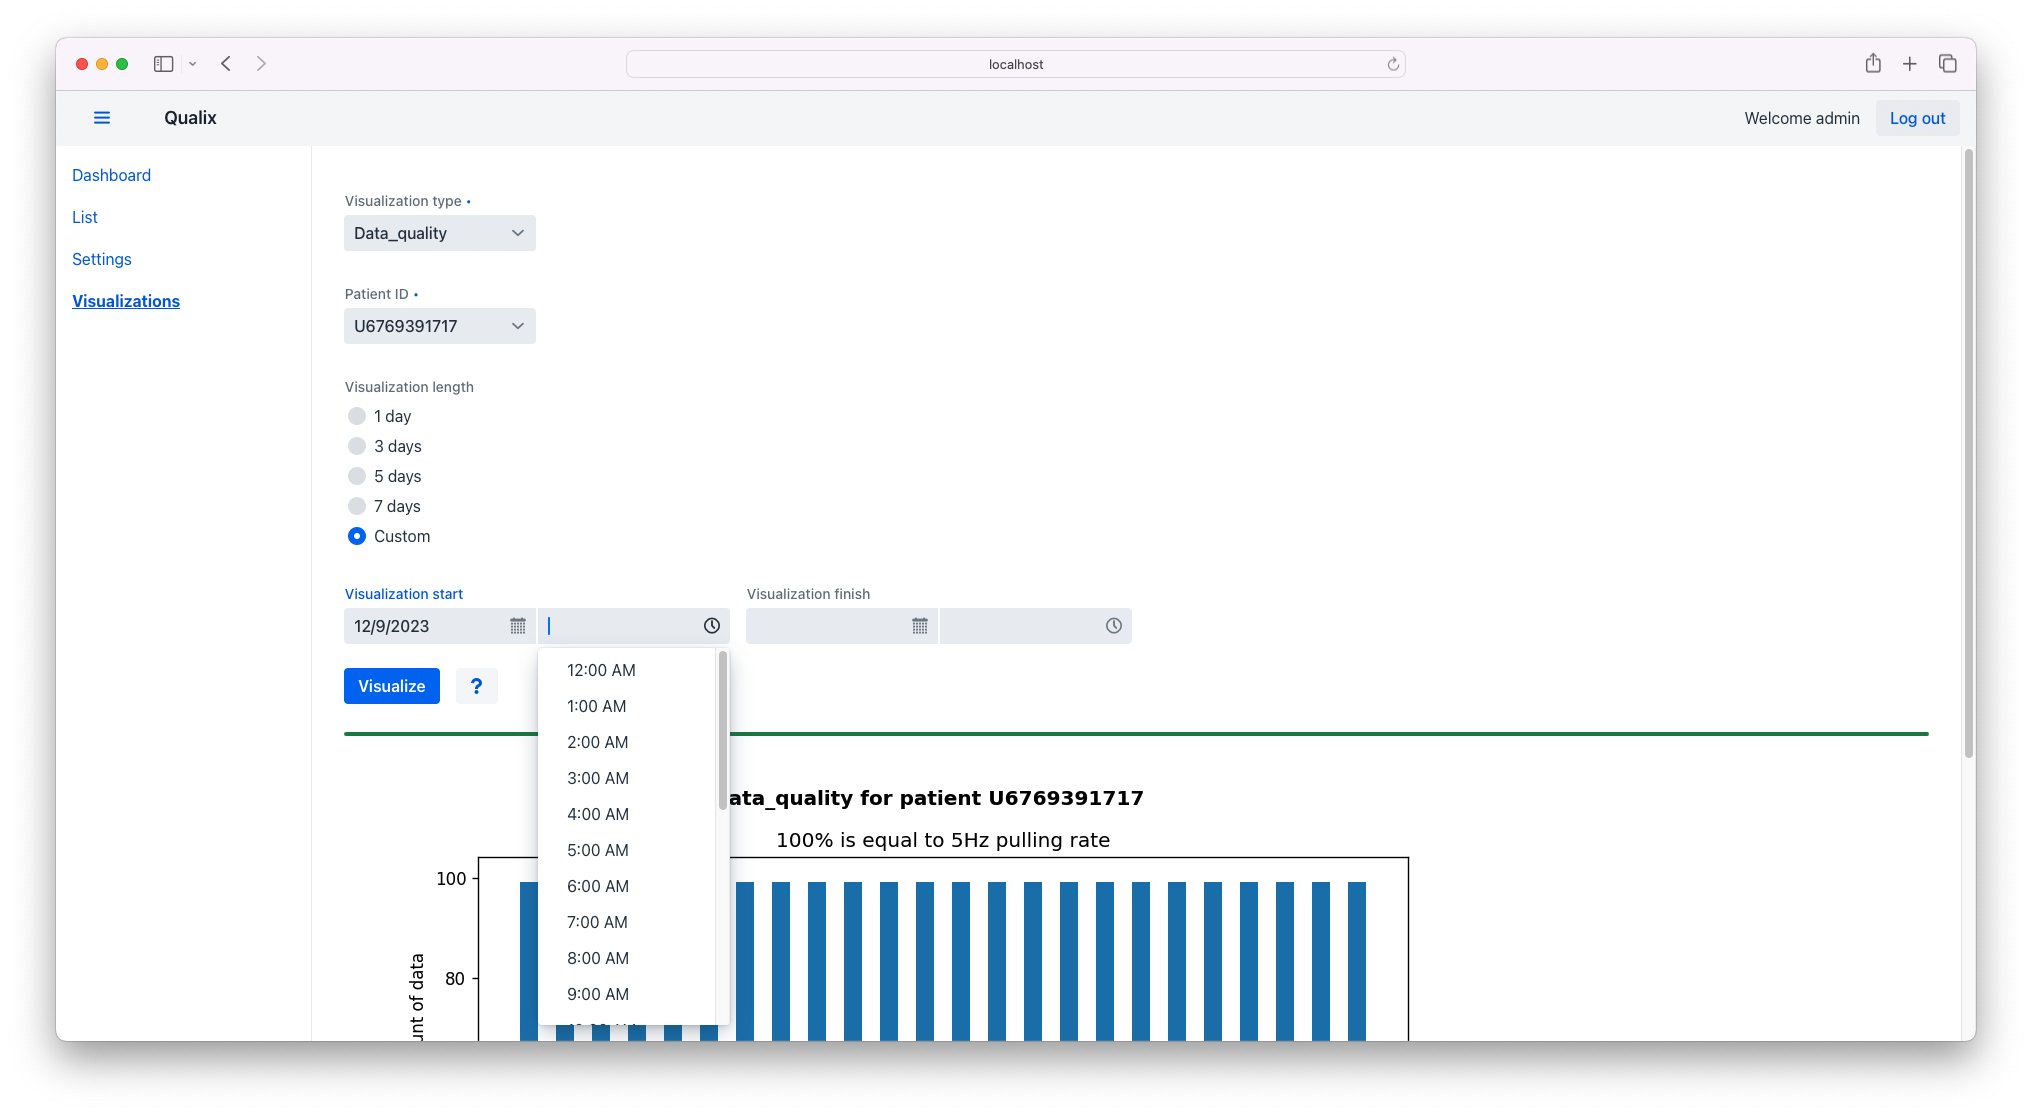 localhost
Qualix
Welcome admin
Log out
Dashboard
List
Settings
Visualizations
Visualization type •
Data_quality
Patient ID •
U6769391717
Visualization length
1 day
3 days
5 days
7 days
Custom
Visualization start
Visualization finish
12/9/2023
Visualize
?
12:00 AM
1:00 AM
2:00 AM
3:00 AM
4:00 AM
5:00 AM
6:00 AM
7:00 AM
8:00 AM
9:00 AM
ata_quality for patient U6769391717
100% is equal to 5Hz pulling rate
100
80
of data